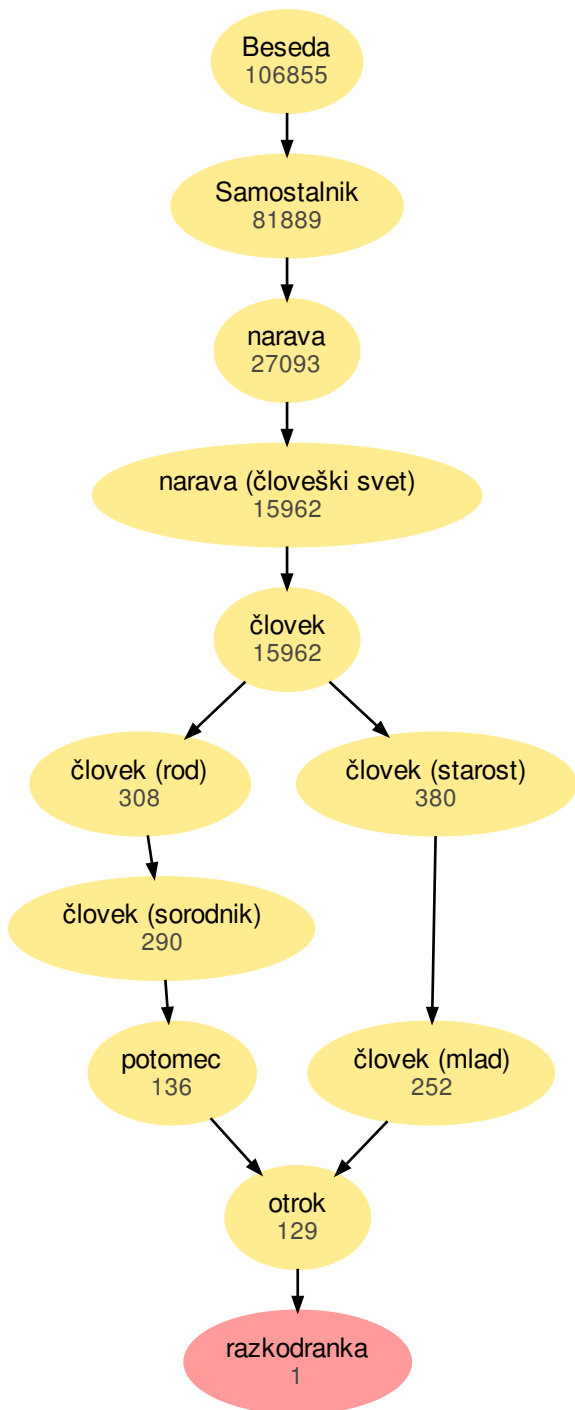 Beseda
106855
Samostalnik
81889
narava
27093
narava (človeški svet)
15962
človek
15962
človek (rod)
308
človek (starost)
380
človek (sorodnik)
290
potomec
136
človek (mlad)
252
otrok
129
razkodranka
1